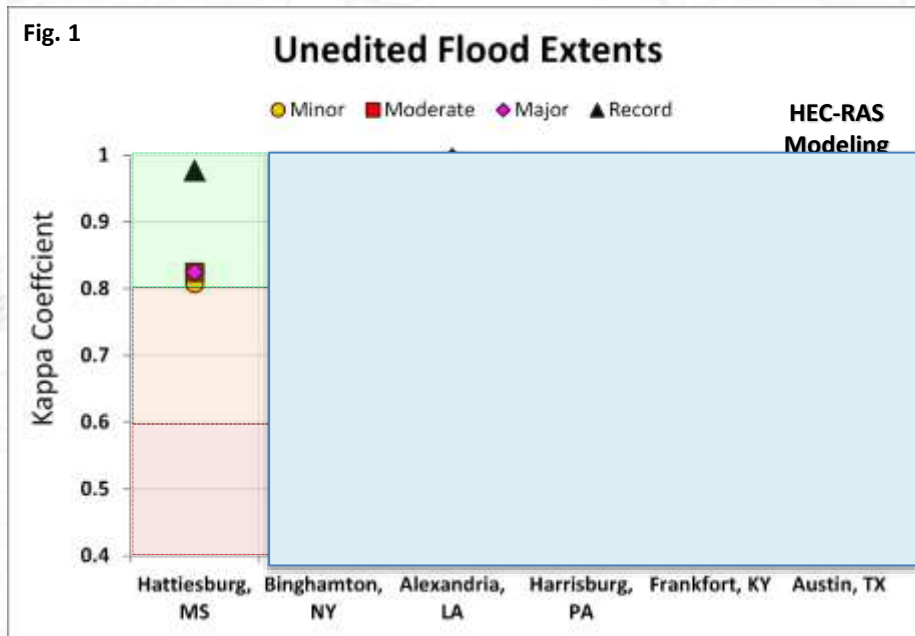 Fig. 1
Unedited Flood Extents
Minor Moderate Major Record
HEC-RAS
Modeling
Kappa Coeffcient
1
0.9
0.8
0.7
0.6
0.5
0.4
Hattiesburg, Binghamton, Alexandria, Harrisburg, Frankfort, KY Austin, TX
MS NY LA PA